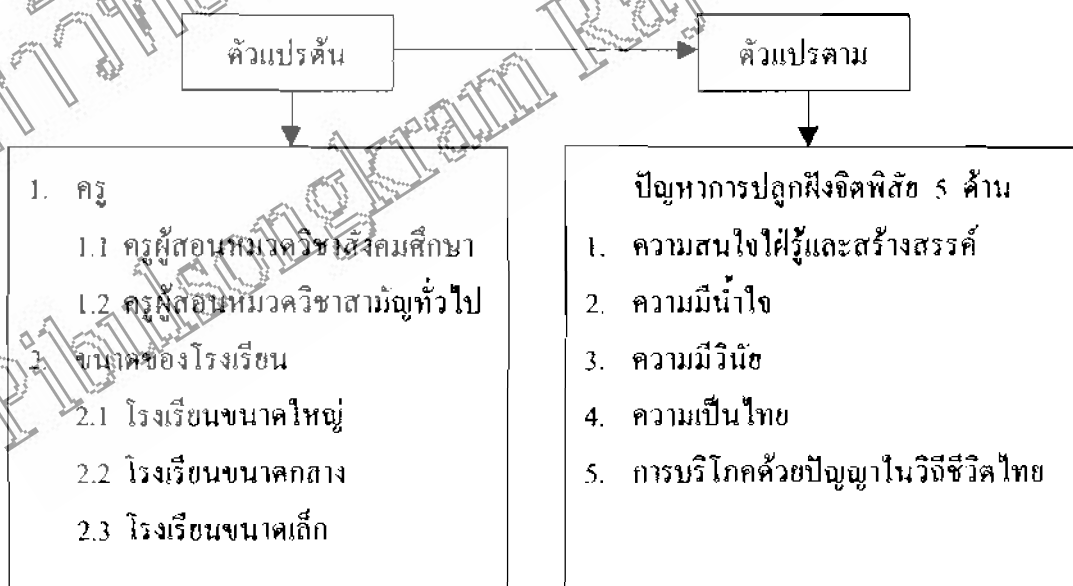 ตัวแปรต้น
ตัวแปรตาม
1. ครู
1.1 ครูผู้สอนหมวดวิชาสังคมศึกษา
1.2 ครูผู้สอนหมวดวิชาสามัญทั่วไป
2. ขนาดของโรงเรียน
2.1 โรงเรียนขนาดใหญ่
2.2 โรงเรียนขนาดกลาง
2.3 โรงเรียนขนาดเล็ก
ปัญหาการปลูกฝังจิตพิสัย 5 ด้าน
1. ความสนใจใฝ่รู้และสร้างสรรค์
2. ความมีน้ำใจ
3. ความมีวินัย
4. ความเป็นไทย
5. การบริโภคด้วยปัญญาในวิถีชีวิตไทย
Pibulsongkram Raj